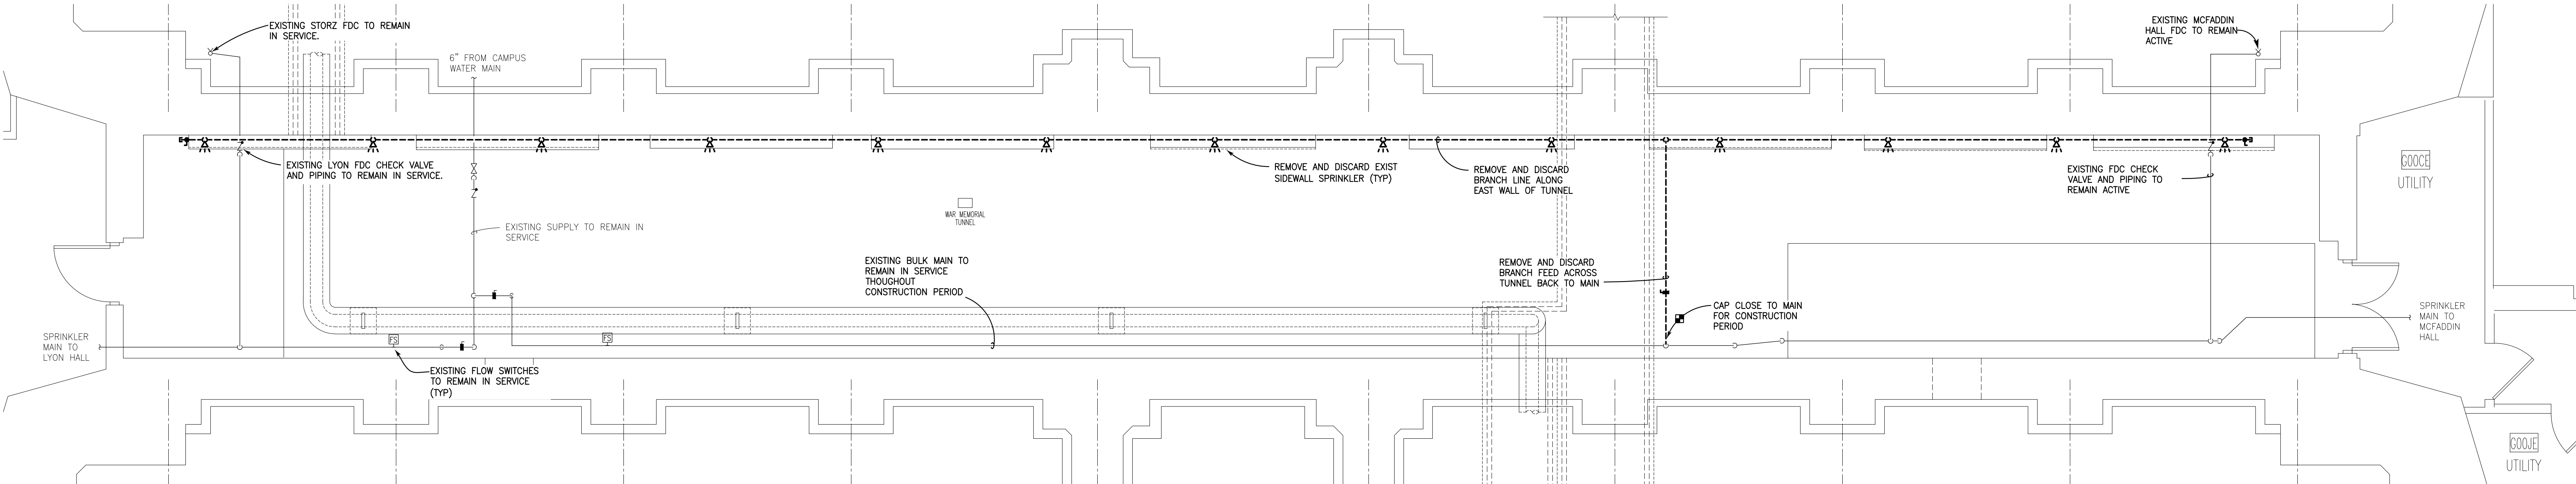 EXISTING STORZ FDC TO REMAIN
IN SERVICE.
6" FROM CAMPUS
WATER MAIN
EXISTING MCFADDIN
HALL FDC TO REMAIN
ACTIVE
EXISTING LYON FDC CHECK VALVE
AND PIPING TO REMAIN IN SERVICE.
REMOVE AND DISCARD EXIST
SIDEWALL SPRINKLER (TYP)
REMOVE AND DISCARD
BRANCH LINE ALONG
EAST WALL OF TUNNEL
EXISTING FDC CHECK
VALVE AND PIPING TO
REMAIN ACTIVE
GOOCE
UTILITY
WAR MEMORIAL
TUNNEL
EXISTING SUPPLY TO REMAIN IN
SERVICE
EXISTING BULK MAIN TO
REMAIN IN SERVICE
THOUGHOUT
CONSTRUCTION PERIOD
REMOVE AND DISCARD
BRANCH FEED ACROSS
TUNNEL BACK TO MAIN
CAP CLOSE TO MAIN
FOR CONSTRUCTION
PERIOD
SPRINKLER
MAIN TO
LYON HALL
FS
FS
SPRINKLER
MAIN TO
MCFADDIN
HALL
EXISTING FLOW SWITCHES
TO REMAIN IN SERVICE
(TYP)
GOOJE
UTILITY